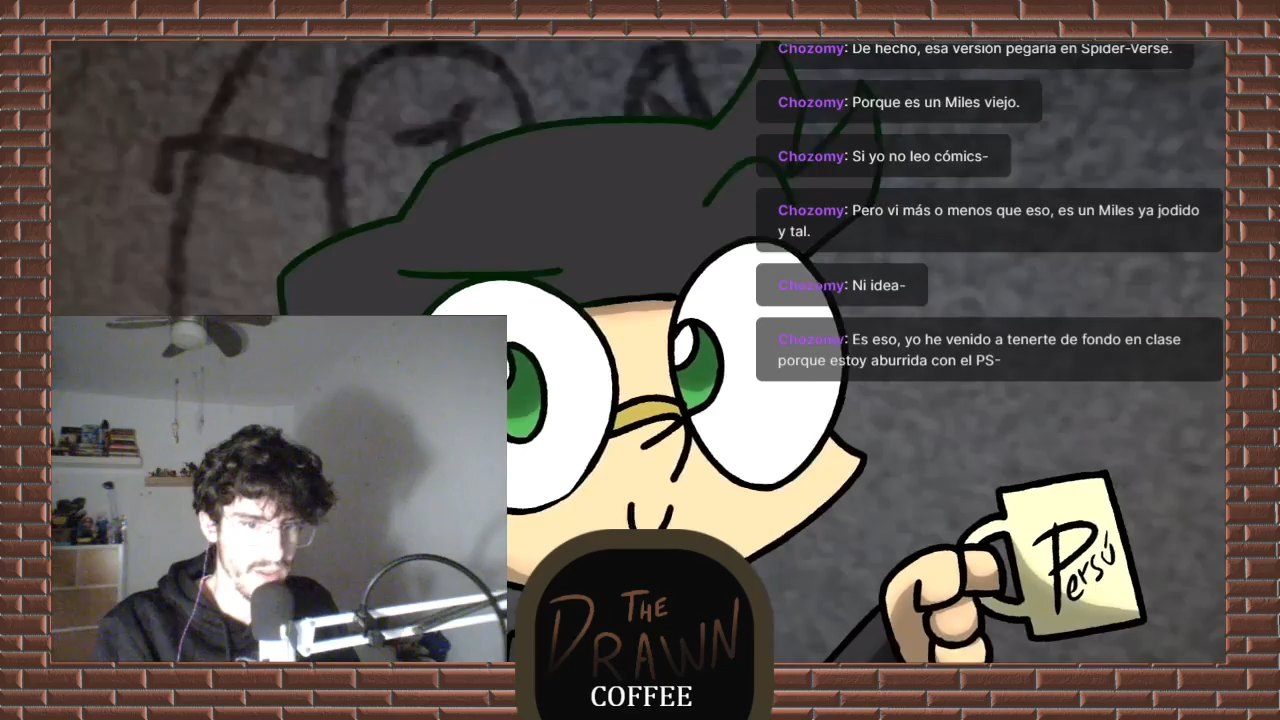 Chozomy: De hecho, esa versión pegaría en Spider-Verse.
Chozomy: Porque es un Miles viejo.
Chozomy: Si yo no leo cómics-
Chozomy: Pero vi más o menos que eso, es un Miles ya jodido
y tal.
Chozomy: Ni idea-
Chozomy: Es eso, yo he venido a tenerte de fondo en clase
porque estoy aburrida con el PS-
Persú
THE
DRAWN
COFFEE